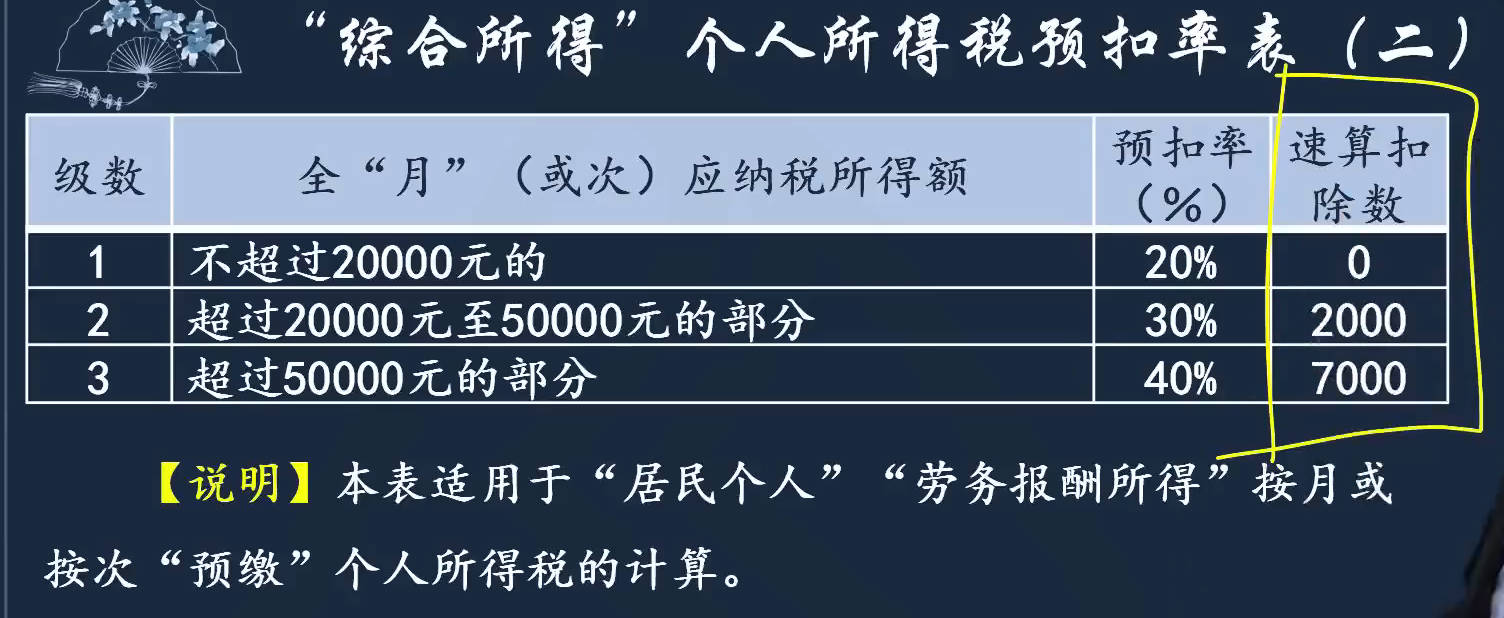 “综合所得”个人所得税预扣率表（二）
级数 全“月”（或次）应纳税所得额 预扣率（%） 速算扣除数
1 不超过20000元的 20% 0
2 超过20000元至50000元的部分 30% 2000
3 超过50000元的部分 40% 7000
【说明】本表适用于“居民个人”“劳务报酬所得”按月或
按次“预缴”个人所得税的计算。